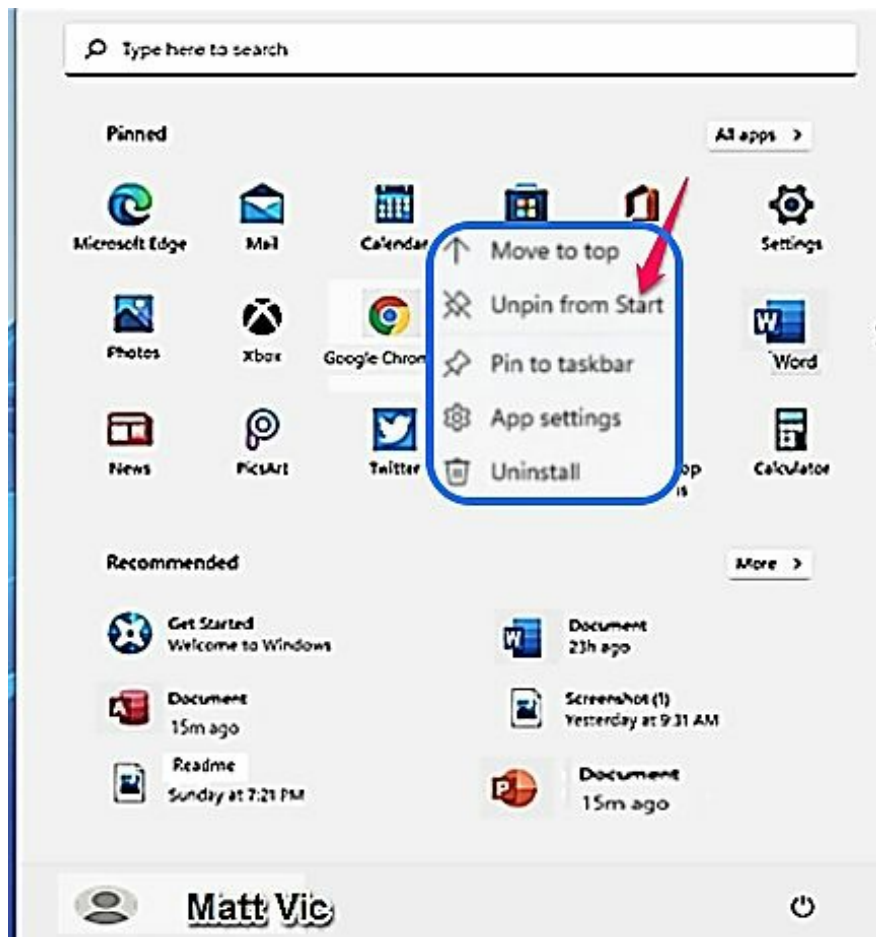 Type here to search
Pinned
All apps >
Microsoft Edge
Mail
Calendar
Settings
Move to top
Unpin from Start
Pin to taskbar
App settings
Uninstall
Photos
Xbox
Google Chrom
Word
News
PicsArt
Twitter
op
is
Calculator
Recommended
More >
Get Started
Welcome to Windows
Document
23h ago
Document
15m ago
Screenshot (1)
Yesterday at 9:31 AM
Readme
Sunday at 7:21 PM
Document
15m ago
Matt Vic